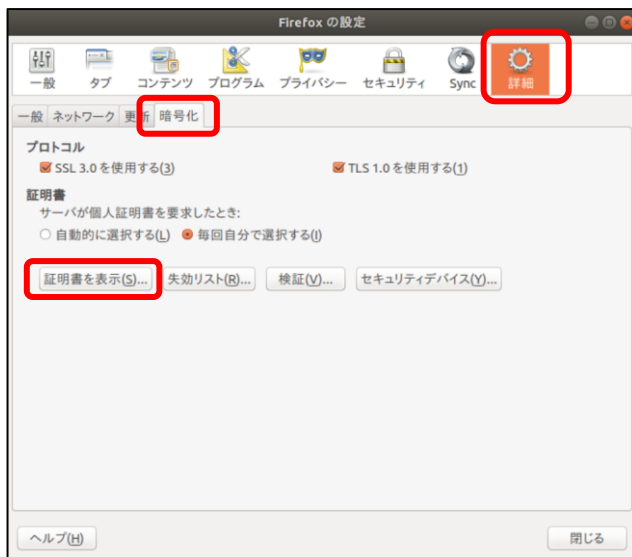 Firefox の設定
一般 タブ コンテンツ プログラム プライバシー セキュリティ Sync 詳細
一般 ネットワーク 更新 暗号化
プロトコル
SSL 3.0 を使用する(3) TLS 1.0 を使用する(1)
証明書
サーバが個人証明書を要求したとき:
自動的に選択する(L) 毎回自分で選択する(I)
証明書を表示(S)... 失効リスト(R)... 検証(V)... セキュリティデバイス(Y)...
ヘルプ(H) 閉じる